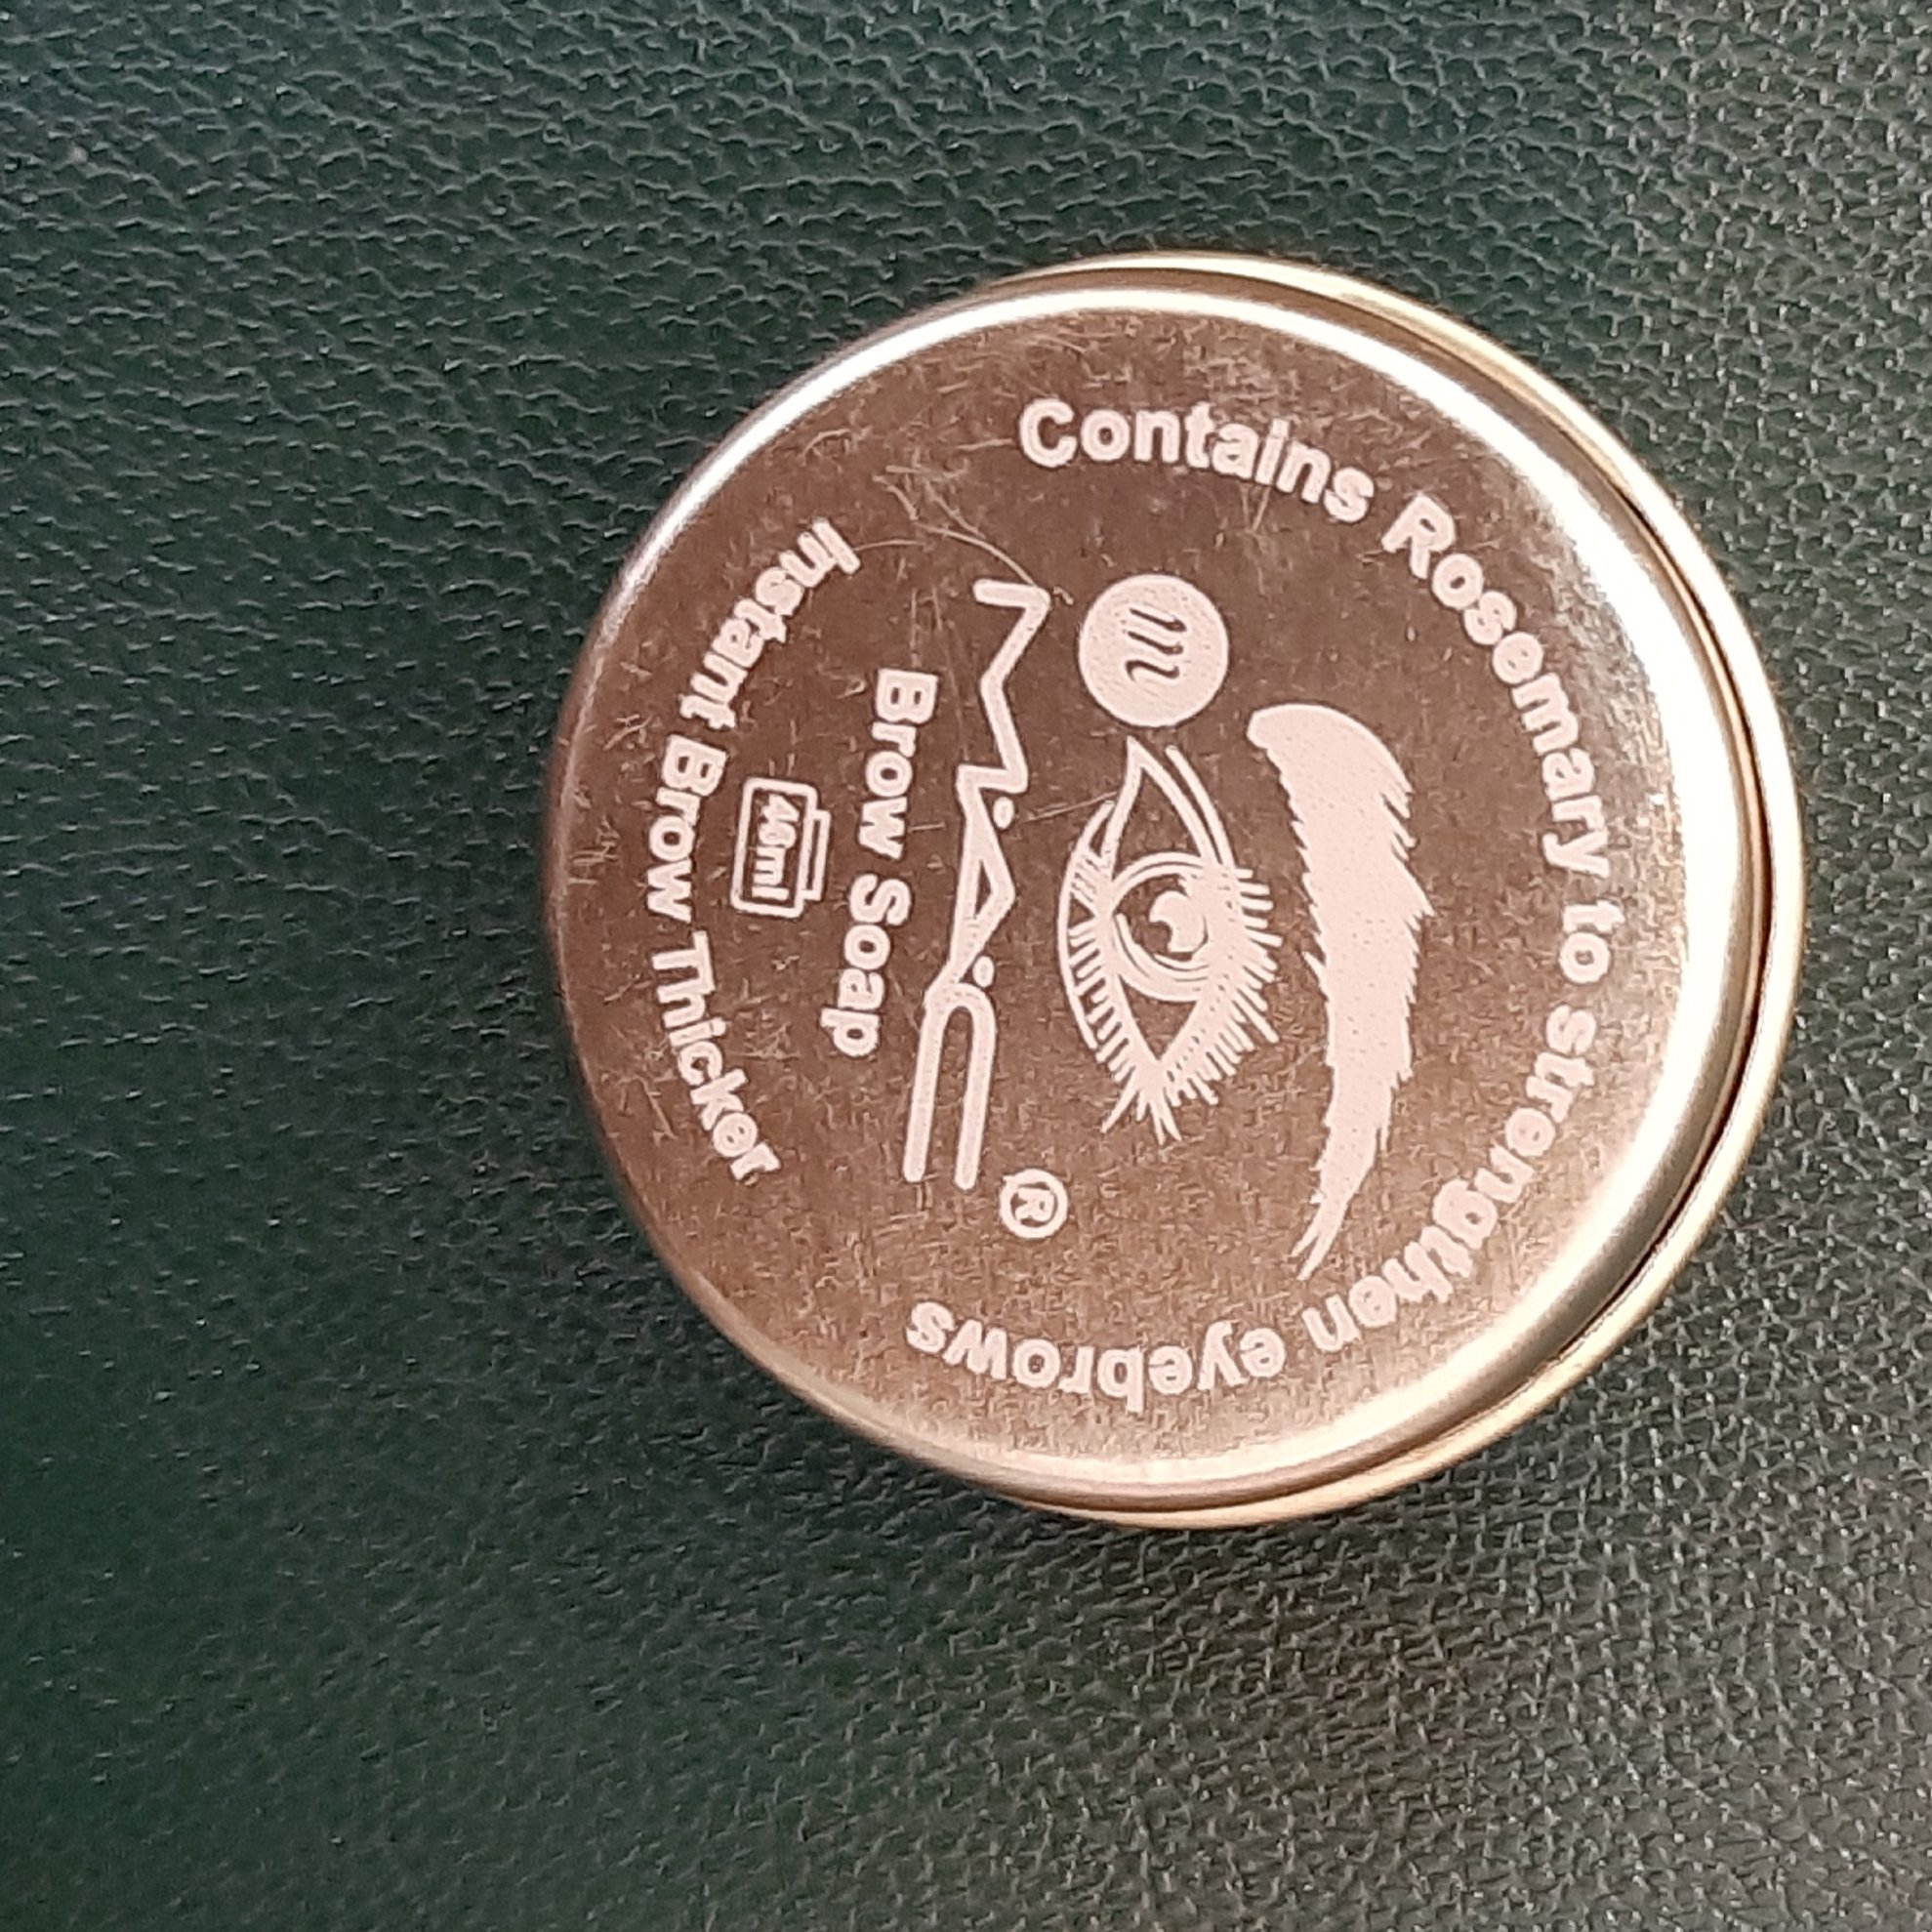 Contains Rosemary to strengthen eyebrows
m
®
Brow Soap
40ml
Instant Brow Thicker